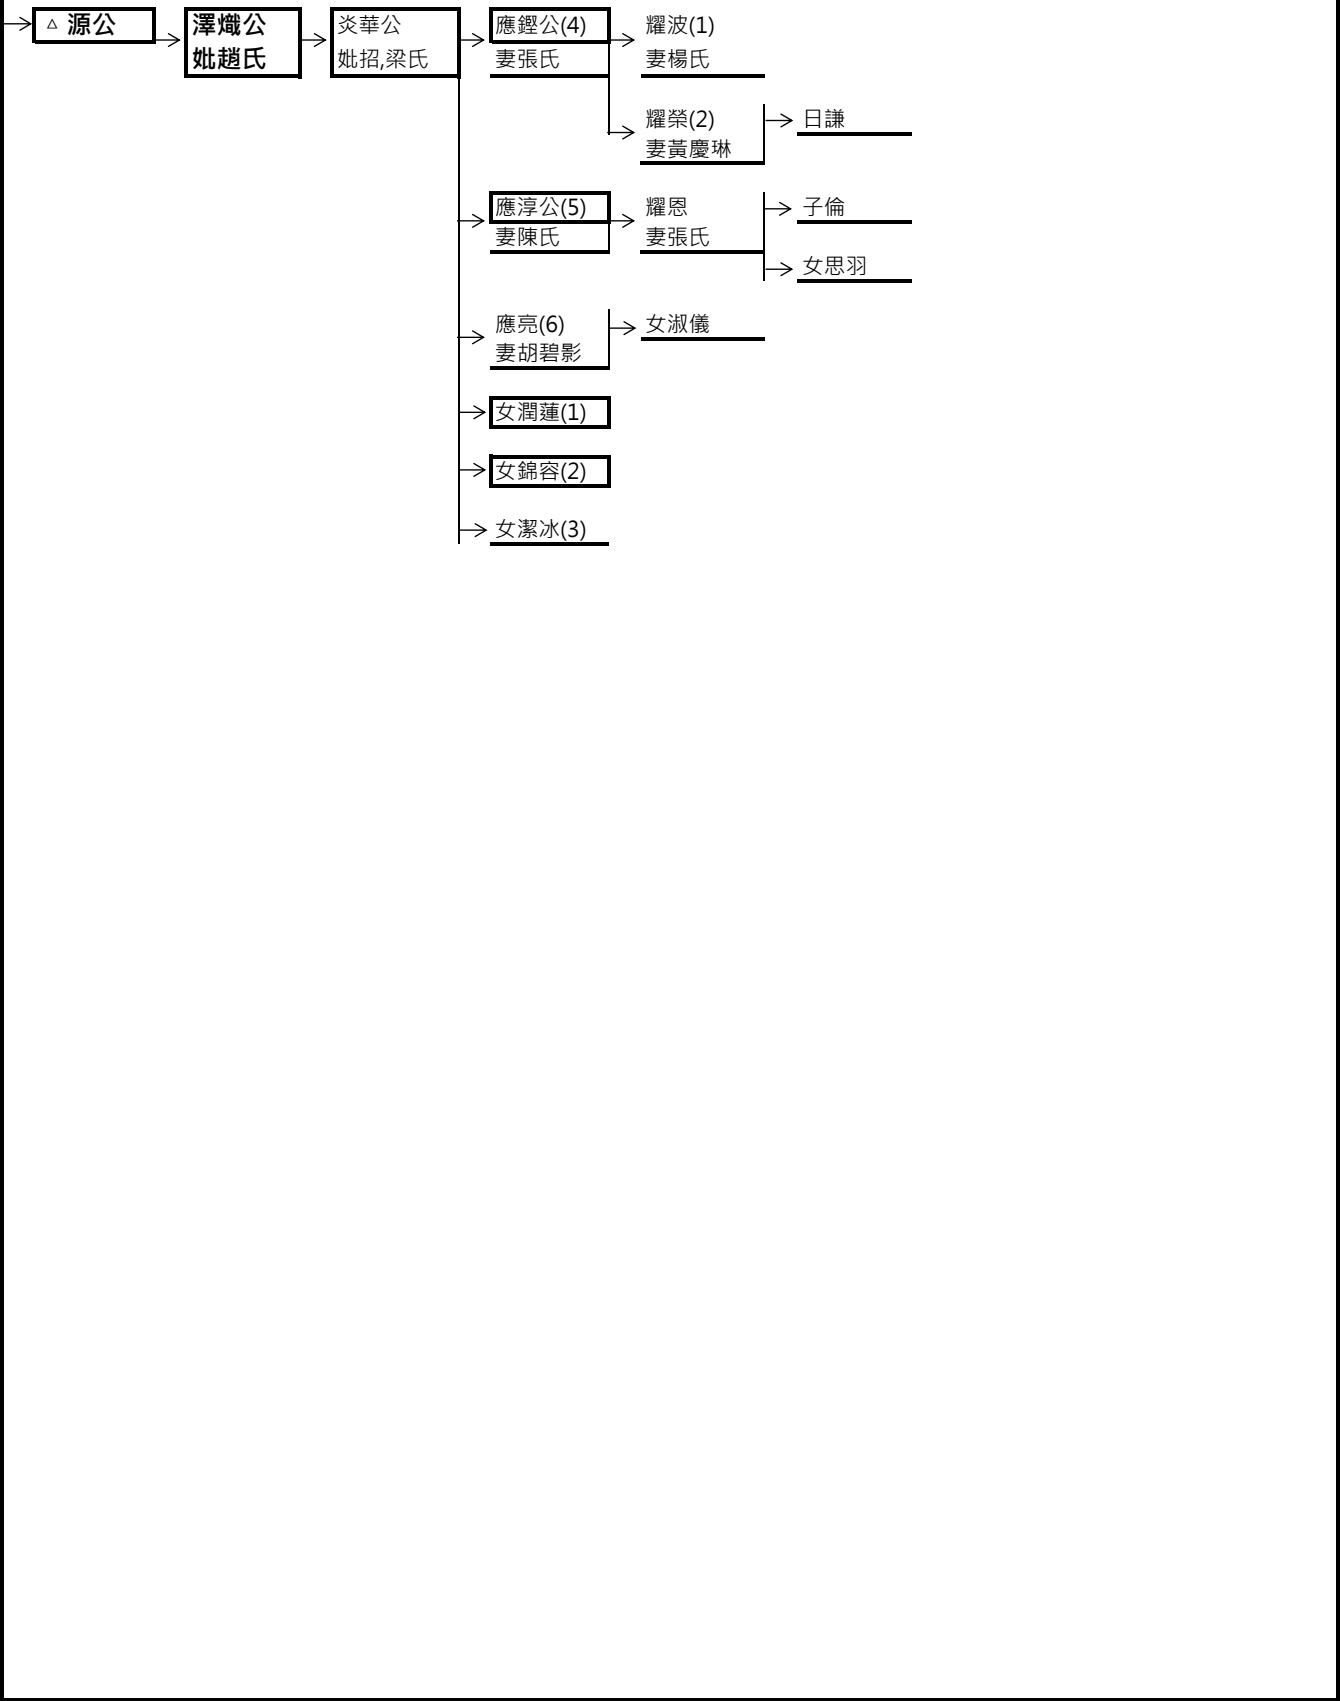 △ 源公
澤熾公
妣趙氏
炎華公
妣招,梁氏
應鏗公(4)
妻張氏
耀波(1)
妻楊氏
耀榮(2)
妻黃慶琳
日謙
應淳公(5)
妻陳氏
耀恩
妻張氏
子倫
女思羽
應亮(6)
妻胡碧影
女淑儀
女潤蓮(1)
女錦容(2)
女潔冰(3)